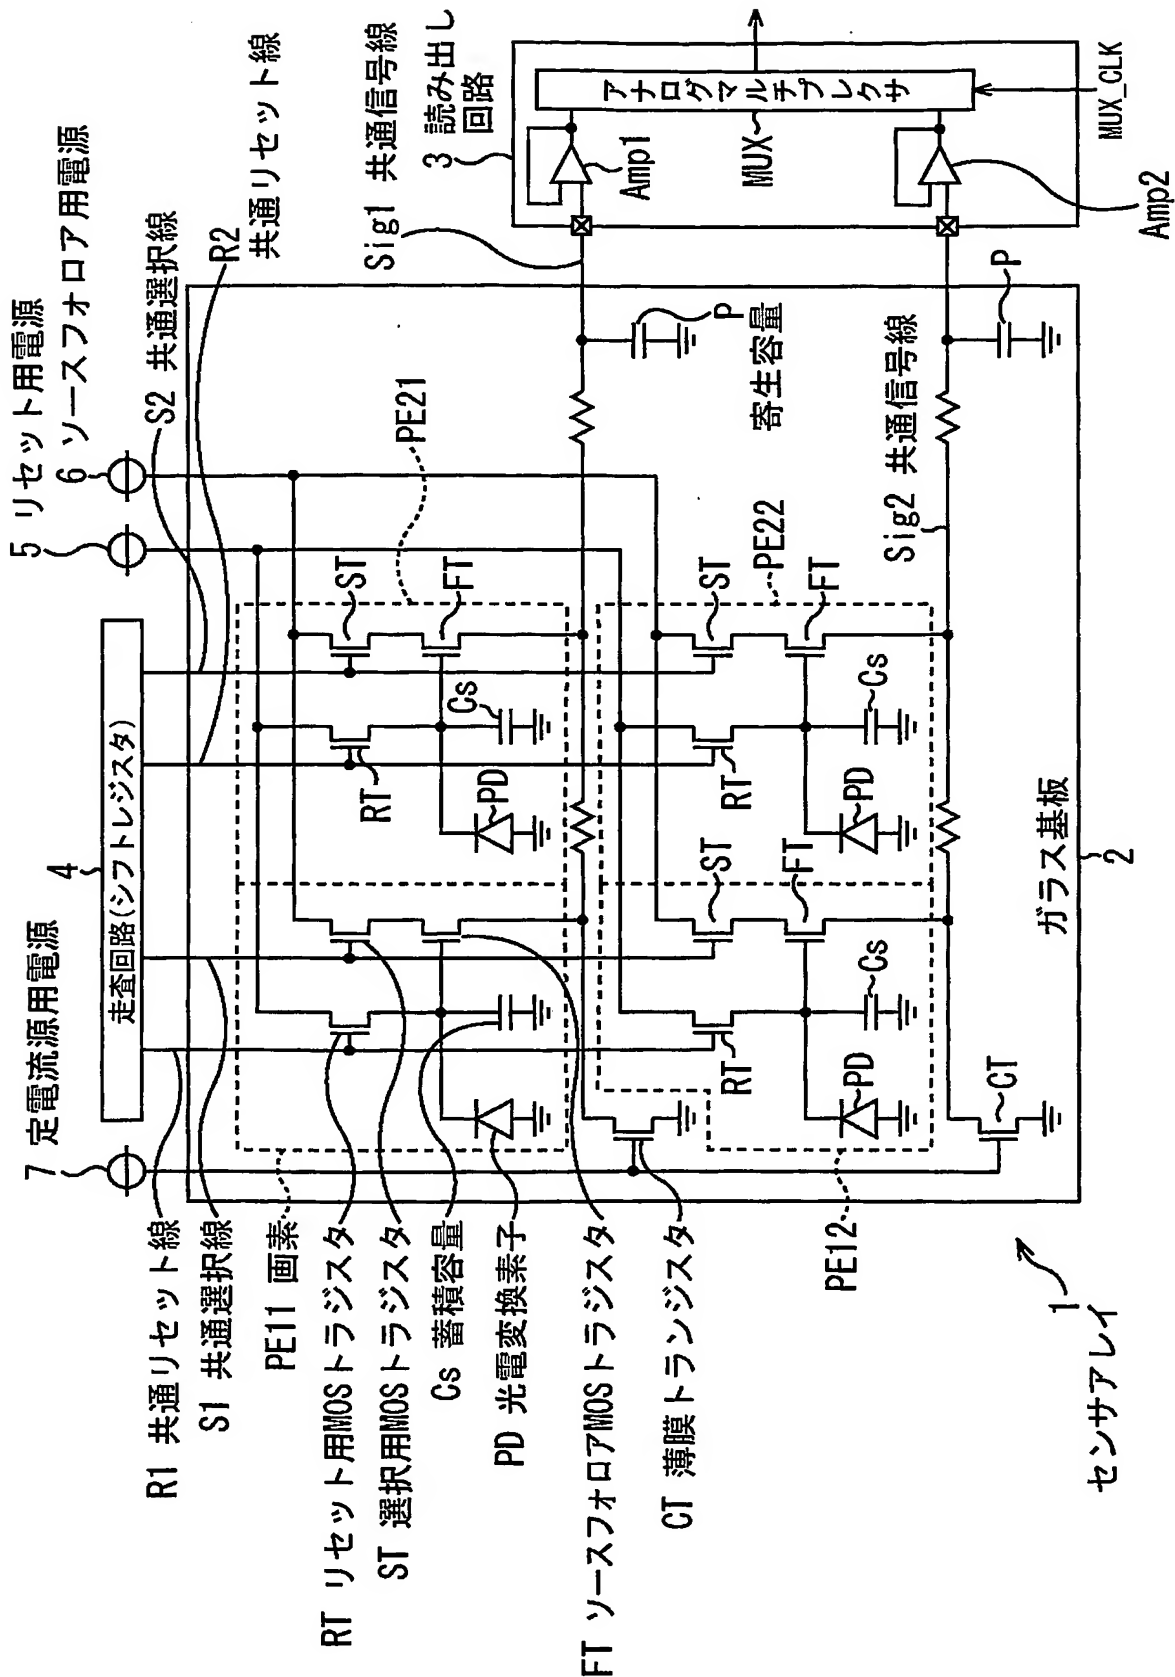 7 定電流源用電源
4
走査回路(シフトレジスタ)
5 リセット用電源
6 ソースフォロア用電源
S2 共通選択線
R2
共通リセット線
R1 共通リセット線
S1 共通選択線
PE11 画素
RT リセット用MOSトラジスタ
ST 選択用MOSトラジスタ
Cs 蓄積容量
PD 光電変換素子
FT ソースフォロアMOSトラジスタ
CT 薄膜トランジスタ
PE12
PE21
ST
FT
Cs
RT
PD
PE22
ST
FT
Cs
RT
PD
ST
FT
Cs
RT
PD
CT
Sig1 共通信号線
P
寄生容量
Sig2 共通信号線
P
3 読み出し
回路
Amp1
アナログマルチプレクサ
MUX
Amp2
MUX_CLK
ガラス基板
2
1
センサアレイ